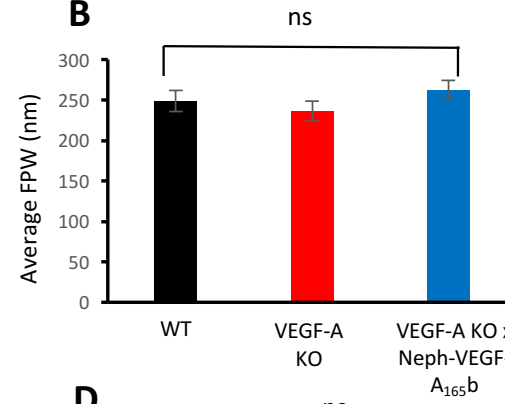 B
ns
Average FPW (nm)
300
250
200
150
100
50
0
WT
VEGF-A
KO
VEGF-A KO x
Neph-VEGF-
A₁₆₅b
D
ns